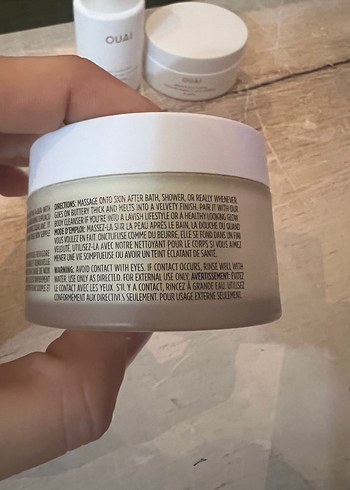 OUAI
OUAI
DIRECTIONS: MASSAGE ONTO SKIN AFTER BATH, SHOWER, OR REALLY WHENEVER.
GOES ON BUTTERY THICK AND MELTS INTO A VELVETY FINISH. PAIR IT WITH OUR
BODY CLEANSER IF YOU'RE INTO A LAVISH LIFESTYLE OR A HEALTHY LOOKING GLOW.
MODE D'EMPLOI: MASSEZ-LA SUR LA PEAU APRÈS LE BAIN, LA DOUCHE OU QUAND
VOUS VOULEZ EN FAIT. ONCTUEUSE COMME DU BEURRE, ELLE SE FOND DANS UN FINI
VELOUTÉ. UTILISEZ-LA AVEC NOTRE NETTOYANT POUR LE CORPS SI VOUS AIMEZ
MENER UNE VIE SOMPTUEUSE OU AVOIR UN TEINT ÉCLATANT DE SANTÉ.
WARNING: AVOID CONTACT WITH EYES. IF CONTACT OCCURS, RINSE WELL WITH
WATER. USE ONLY AS DIRECTED. FOR EXTERNAL USE ONLY. AVERTISSEMENT: ÉVITEZ
LE CONTACT AVEC LES YEUX. S'IL Y A CONTACT, RINCEZ À GRANDE EAU. UTILISEZ
CONFORMÉMENT AUX DIRECTIVES SEULEMENT. POUR USAGE EXTERNE SEULEMENT.